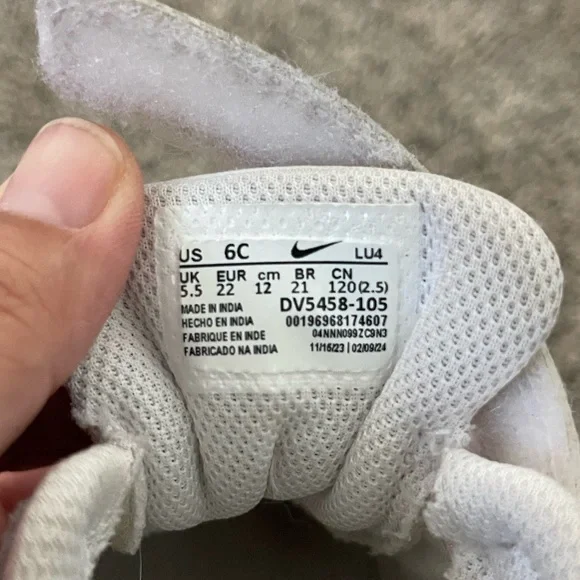 US 6C LU4
UK EUR cm BR CN
5.5 22 12 21 120(2.5)
MADE IN INDIA DV5458-105
HECHO EN INDIA 00196968174607
FABRIQUE EN INDE 04NNN099ZC9N3
FABRICADO NA INDIA 11/16/23 | 02/09/24